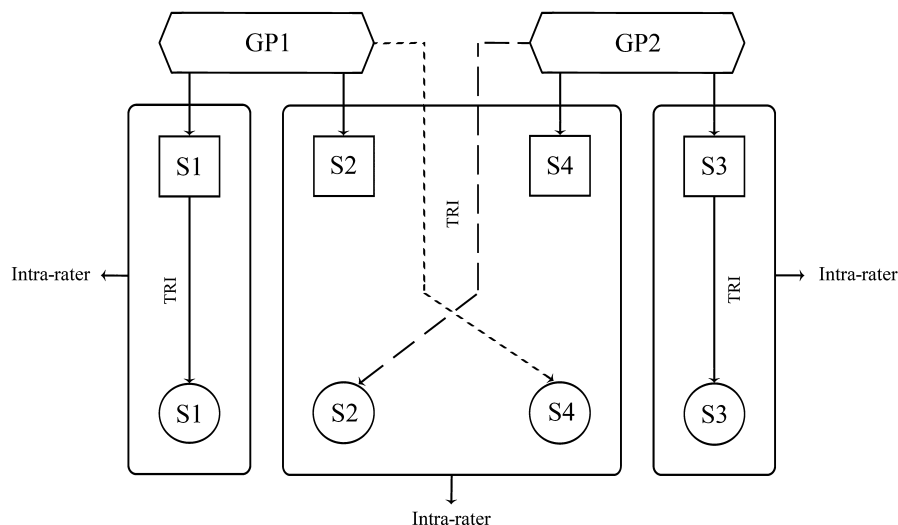 GP1
GP2
S1
S2
S4
S3
TRI
Intra-rater
TRI
TRI
Intra-rater
S1
S2
S4
S3
Intra-rater